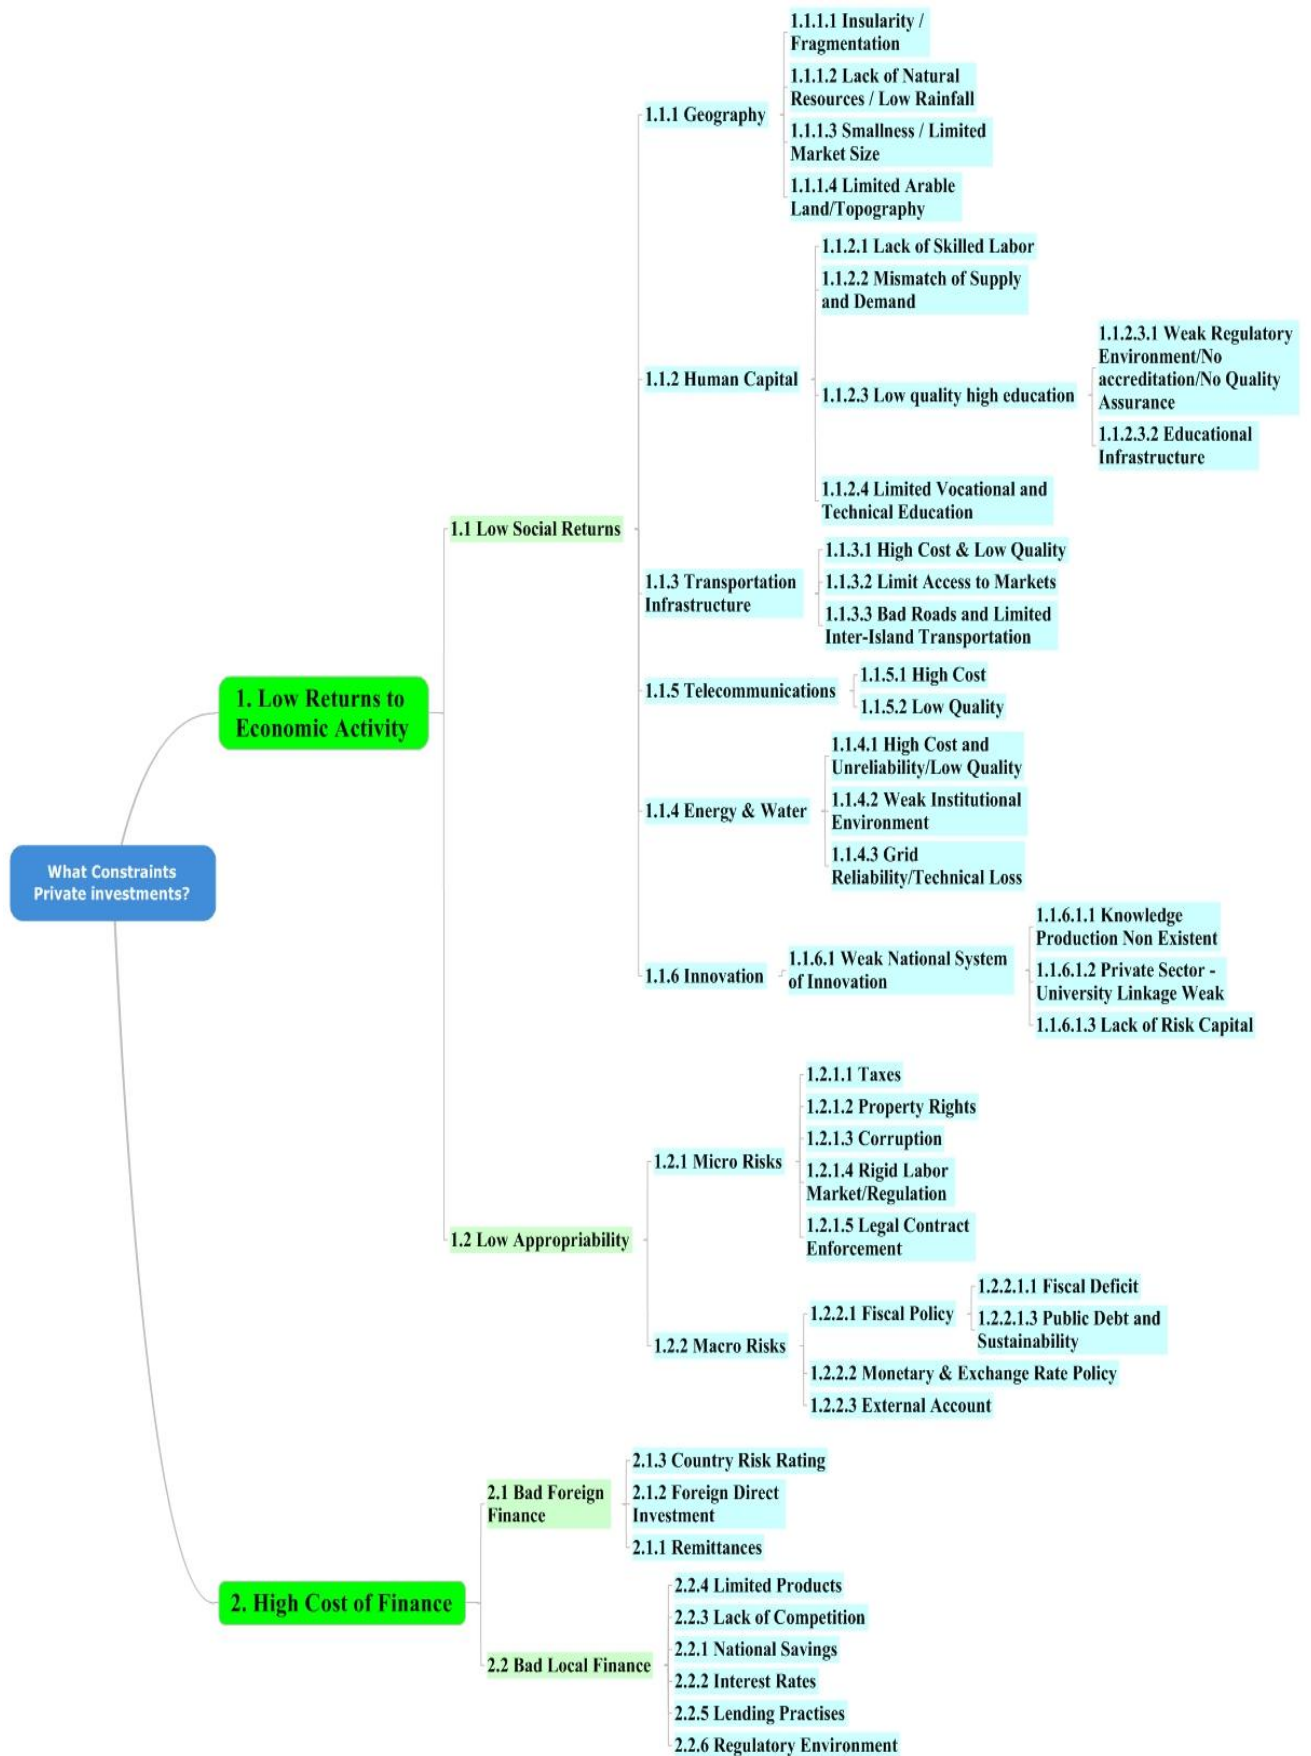 What Constraints
Private investments?
1. Low Returns to
Economic Activity
1.1 Low Social Returns
1.1.1 Geography
1.1.1.1 Insularity /
Fragmentation
1.1.1.2 Lack of Natural
Resources / Low Rainfall
1.1.1.3 Smallness / Limited
Market Size
1.1.1.4 Limited Arable
Land/Topography
1.1.2 Human Capital
1.1.2.1 Lack of Skilled Labor
1.1.2.2 Mismatch of Supply
and Demand
1.1.2.3 Low quality high education
1.1.2.3.1 Weak Regulatory
Environment/No
accreditation/No Quality
Assurance
1.1.2.3.2 Educational
Infrastructure
1.1.2.4 Limited Vocational and
Technical Education
1.1.3 Transportation
Infrastructure
1.1.3.1 High Cost & Low Quality
1.1.3.2 Limit Access to Markets
1.1.3.3 Bad Roads and Limited
Inter-Island Transportation
1.1.5 Telecommunications
1.1.5.1 High Cost
1.1.5.2 Low Quality
1.1.4 Energy & Water
1.1.4.1 High Cost and
Unreliability/Low Quality
1.1.4.2 Weak Institutional
Environment
1.1.4.3 Grid
Reliability/Technical Loss
1.1.6 Innovation
1.1.6.1 Weak National System
of Innovation
1.1.6.1.1 Knowledge
Production Non Existent
1.1.6.1.2 Private Sector -
University Linkage Weak
1.1.6.1.3 Lack of Risk Capital
1.2 Low Appropriability
1.2.1 Micro Risks
1.2.1.1 Taxes
1.2.1.2 Property Rights
1.2.1.3 Corruption
1.2.1.4 Rigid Labor
Market/Regulation
1.2.1.5 Legal Contract
Enforcement
1.2.2 Macro Risks
1.2.2.1 Fiscal Policy
1.2.2.1.1 Fiscal Deficit
1.2.2.1.3 Public Debt and
Sustainability
1.2.2.2 Monetary & Exchange Rate Policy
1.2.2.3 External Account
2. High Cost of Finance
2.1 Bad Foreign
Finance
2.1.3 Country Risk Rating
2.1.2 Foreign Direct
Investment
2.1.1 Remittances
2.2 Bad Local Finance
2.2.4 Limited Products
2.2.3 Lack of Competition
2.2.1 National Savings
2.2.2 Interest Rates
2.2.5 Lending Practises
2.2.6 Regulatory Environment